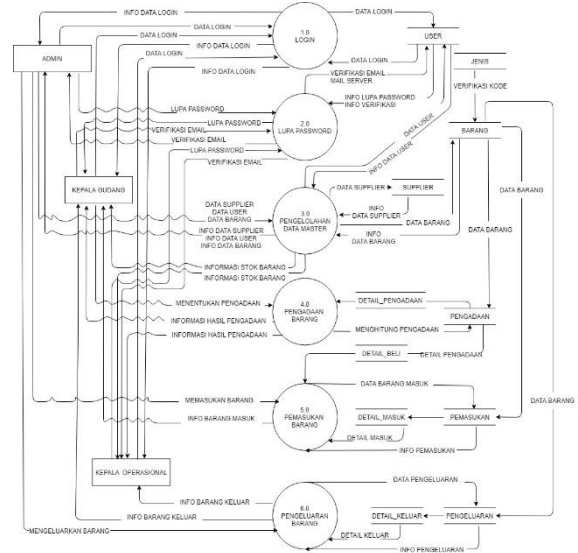 INFO DATA LOGIN
DATA LOGIN
DATA LOGIN
INFO DATA LOGIN
DATA LOGIN
INFO DATA LOGIN
1.0
LOGIN
DATA LOGIN
USER
DATA LOGIN
ADMIN
VERIFIKASI EMAIL
MAIL SERVER
JENIS
VERIFIKASI KODE
LUPA PASSWORD
LUPA PASSWORD
VERIFIKASI EMAIL
VERIFIKASI EMAIL
LUPA PASSWORD
VERIFIKASI EMAIL
2.0
LUPA PASSWORD
INFO LUPA PASSWORD
INFO VERIFIKASI
DATA USER
INFO DATA USER
BARANG
KEPALA GUDANG
DATA SUPPLIER
DATA USER
DATA BARANG
INFO DATA SUPPLIER
INFO DATA USER
INFO DATA BARANG
3.0
PENGELOLAHAN
DATA MASTER
DATA SUPPLIER
SUPPLIER
INFO
DATA SUPPLIER
DATA BARANG
INFO
DATA BARANG
DATA BARANG
DATA BARANG
INFORMASI STOK BARANG
INFORMASI STOK BARANG
MENENTUKAN PENGADAAN
INFORMASI HASIL PENGADAAN
INFORMASI HASIL PENGADAAN
4.0
PENGADAAN
BARANG
DETAIL_PENGADAAN
PENGADAAN
MENGHITUNG PENGADAAN
DETAIL_BELI
DETAIL PENGADAAN
MEMASUKAN BARANG
INFO BARANG MASUK
5.0
PEMASUKAN
BARANG
DATA BARANG MASUK
DETAIL_MASUK
PEMASUKAN
DETAIL MASUK
INFO PEMASUKAN
DATA BARANG
KEPALA OPERASIONAL
INFO BARANG KELUAR
INFO BARANG KELUAR
MENGELUARKAN BARANG
6.0
PENGELUARAN
BARANG
DATA PENGELUARAN
DETAIL_KELUAR
PENGELUARAN
DETAIL KELUAR
INFO PENGELUARAN